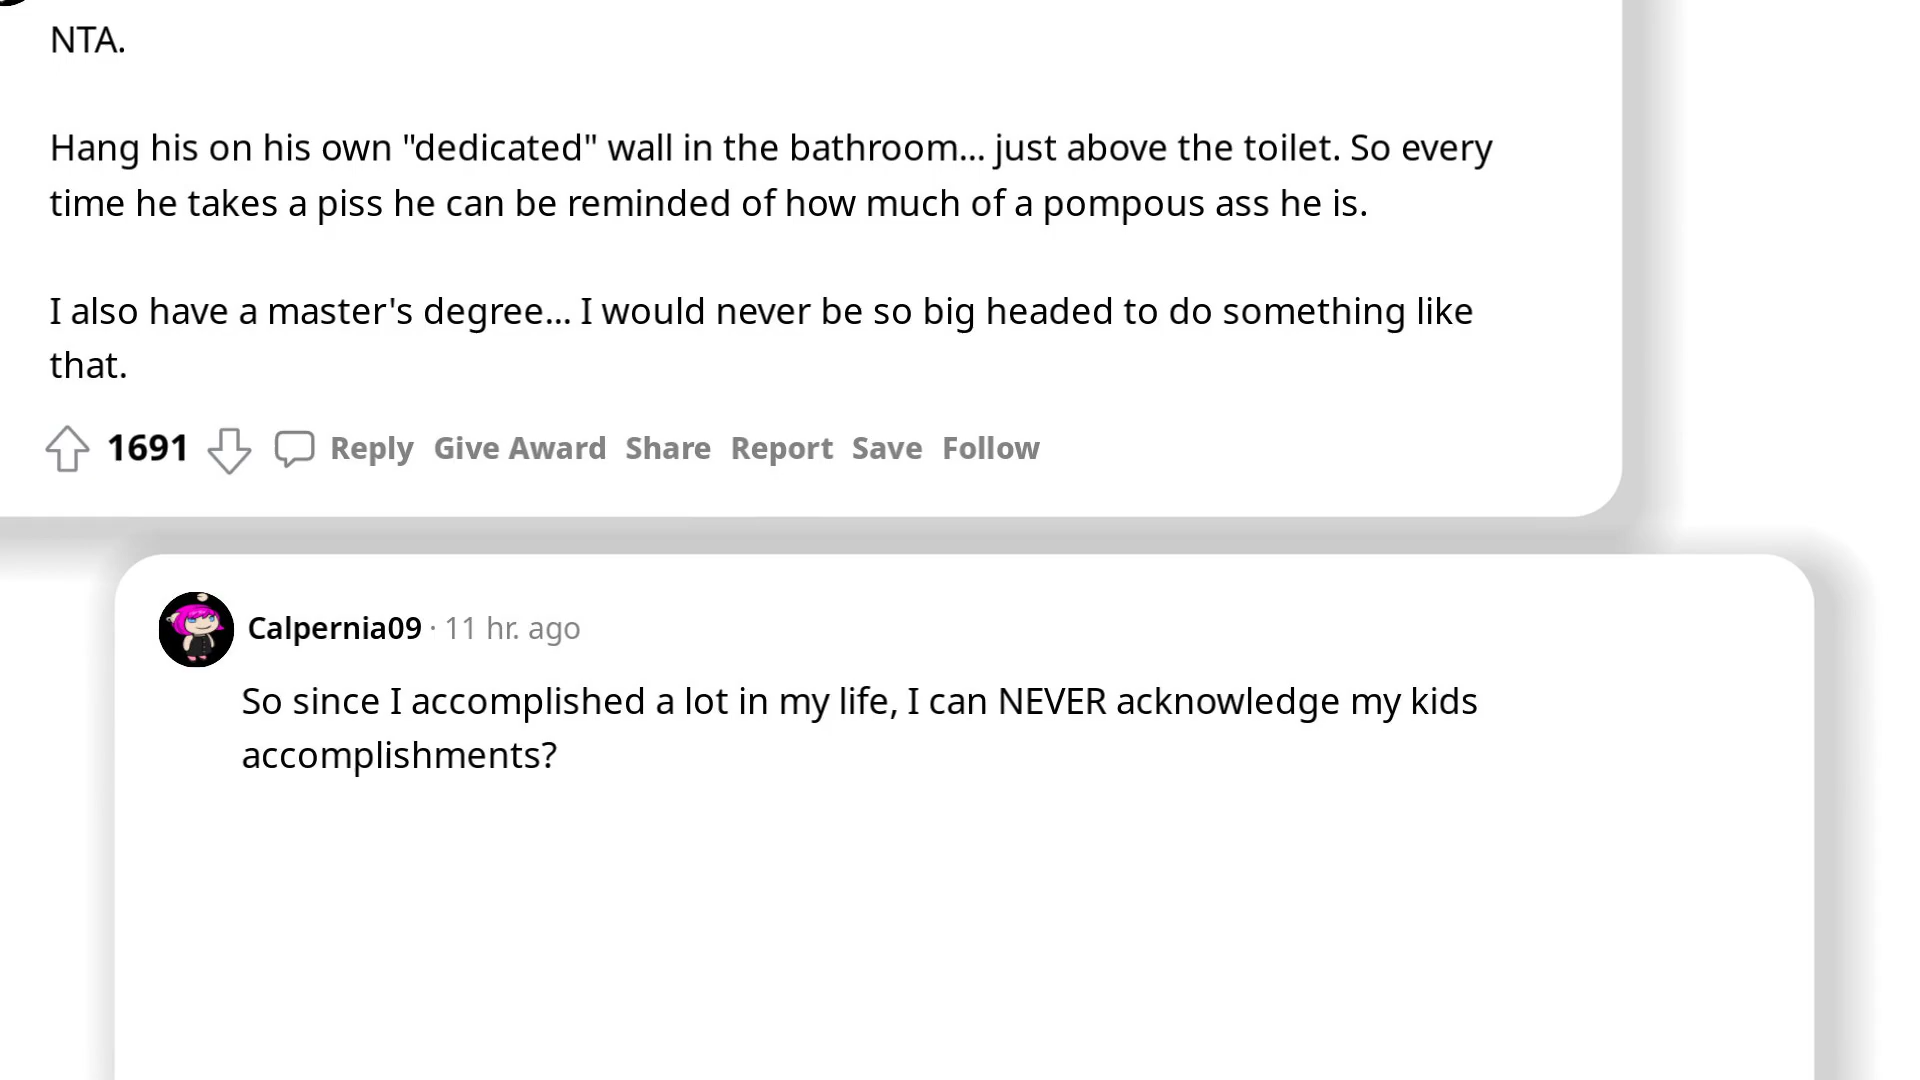 NTA.
Hang his on his own "dedicated" wall in the bathroom... just above the toilet. So every
time he takes a piss he can be reminded of how much of a pompous ass he is.
I also have a master's degree... I would never be so big headed to do something like
that.
1691 Reply Give Award Share Report Save Follow
Calpernia09 · 11 hr. ago
So since I accomplished a lot in my life, I can NEVER acknowledge my kids
accomplishments?